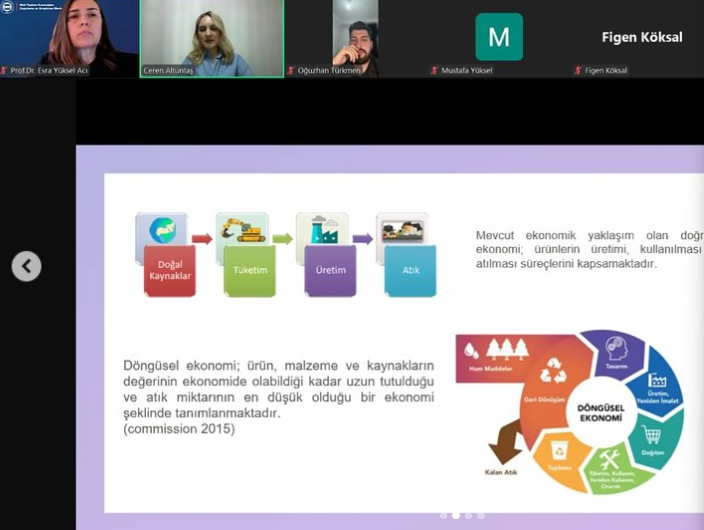 Prof.Dr. Esra Yüksel Acı
Ceren Altuntaş
Oğuzhan Türkmen
M
Mustafa Yüksel
Figen Köksal
Figen Köksal
Doğal
Kaynaklar
Tüketim
Üretim
Atık
Mevcut ekonomik yaklaşım olan doğr
ekonomi; ürünlerin üretimi, kullanılması
atılması süreçlerini kapsamaktadır.
Döngüsel ekonomi; ürün, malzeme ve kaynakların
değerinin ekonomide olabildiği kadar uzun tutulduğu
ve atık miktarının en düşük olduğu bir ekonomi
şeklinde tanımlanmaktadır.
(commission 2015)
Ham Maddeler
Tasarım
Üretim,
Yeniden İmalat
Dağıtım
Tüketim, Kullanım,
Yeniden Kullanım,
Onarım
Toplama
Geri Dönüşüm
Kalan Atık
DÖNGÜSEL
EKONOMİ